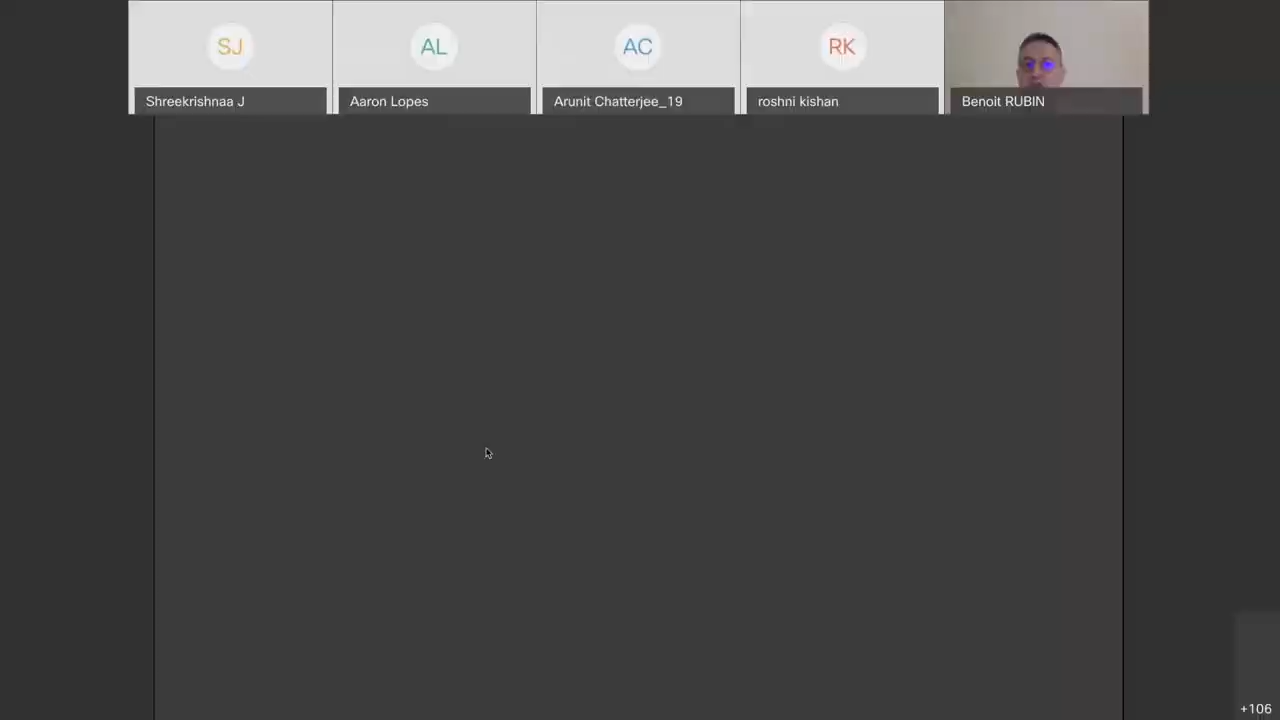 SJ
AL
AC
RK
Shreekrishnaa J
Aaron Lopes
Arunit Chatterjee_19
roshni kishan
Benoit RUBIN
+106